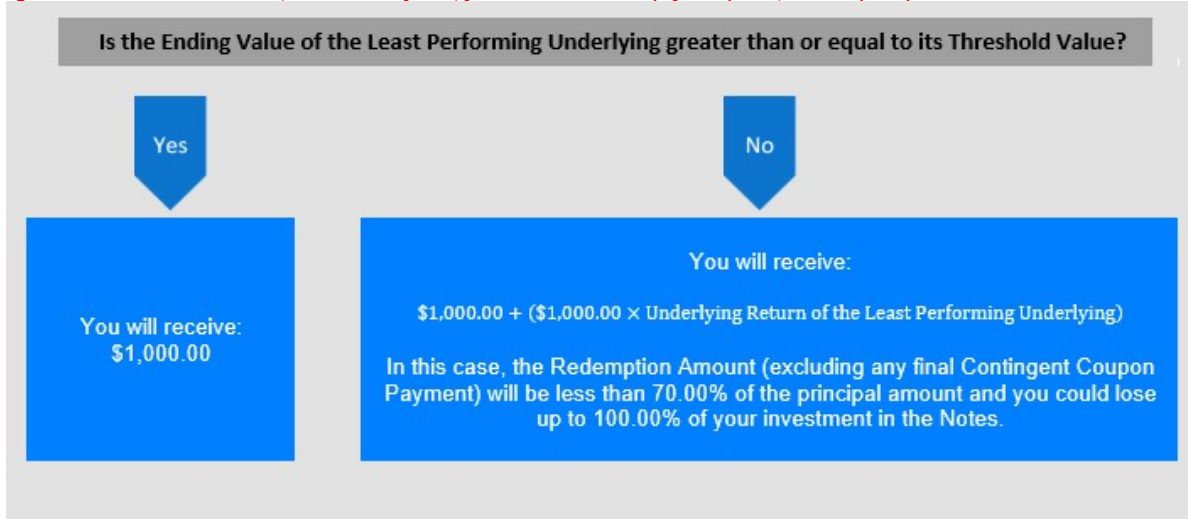 Is the Ending Value of the Least Performing Underlying greater than or equal to its Threshold Value?
Yes
No
You will receive:
$1,000.00
You will receive:
$1,000.00 + ($1,000.00 × Underlying Return of the Least Performing Underlying)
In this case, the Redemption Amount (excluding any final Contingent Coupon
Payment) will be less than 70.00% of the principal amount and you could lose
up to 100.00% of your investment in the Notes.